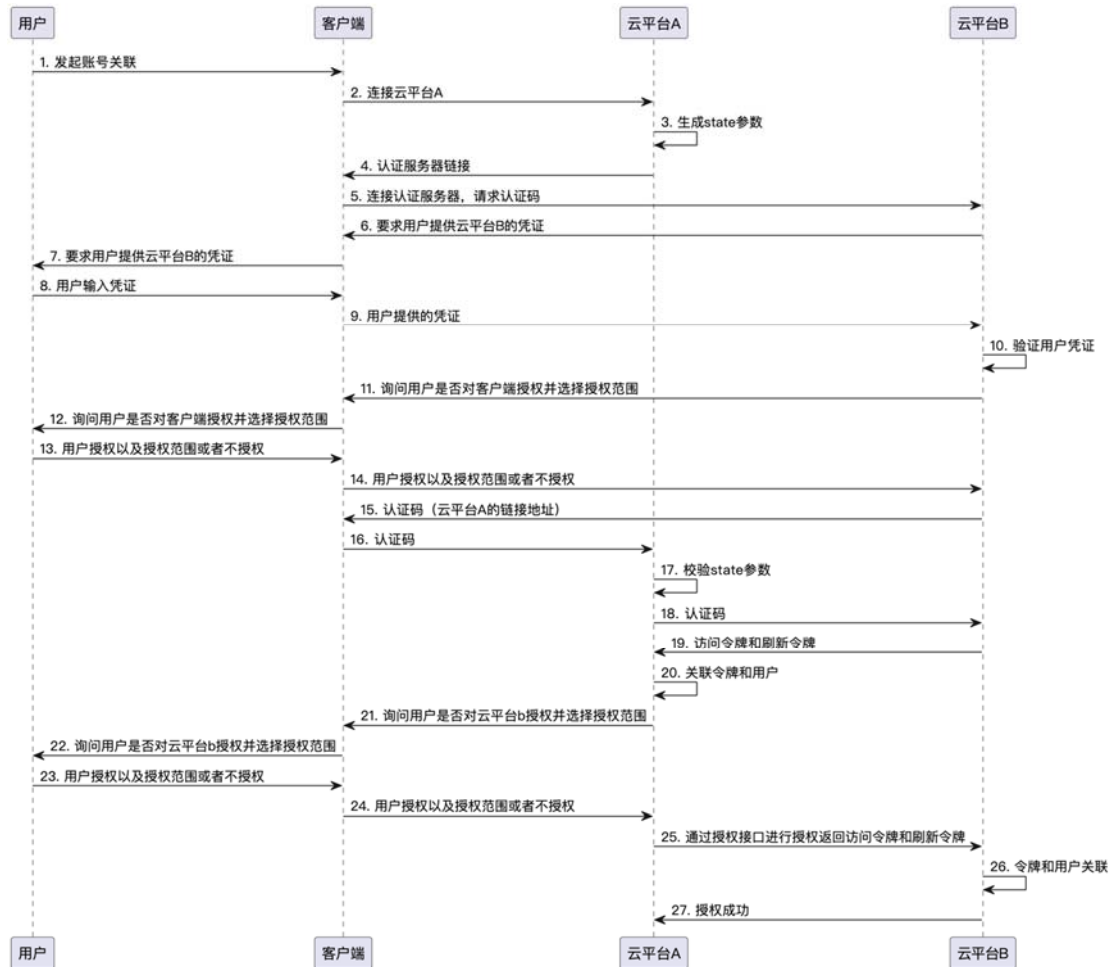 用户
客户端
云平台A
云平台B
1. 发起账号关联
2. 连接云平台A
3. 生成state参数
4. 认证服务器链接
5. 连接认证服务器，请求认证码
6. 要求用户提供云平台B的凭证
7. 要求用户提供云平台B的凭证
8. 用户输入凭证
9. 用户提供的凭证
10. 验证用户凭证
11. 询问用户是否对客户端授权并选择授权范围
12. 询问用户是否对客户端授权并选择授权范围
13. 用户授权以及授权范围或者不授权
14. 用户授权以及授权范围或者不授权
15. 认证码（云平台A的链接地址）
16. 认证码
17. 校验state参数
18. 认证码
19. 访问令牌和刷新令牌
20. 关联令牌和用户
21. 询问用户是否对云平台b授权并选择授权范围
22. 询问用户是否对云平台b授权并选择授权范围
23. 用户授权以及授权范围或者不授权
24. 用户授权以及授权范围或者不授权
25. 通过授权接口进行授权返回访问令牌和刷新令牌
26. 令牌和用户关联
27. 授权成功
用户
客户端
云平台A
云平台B